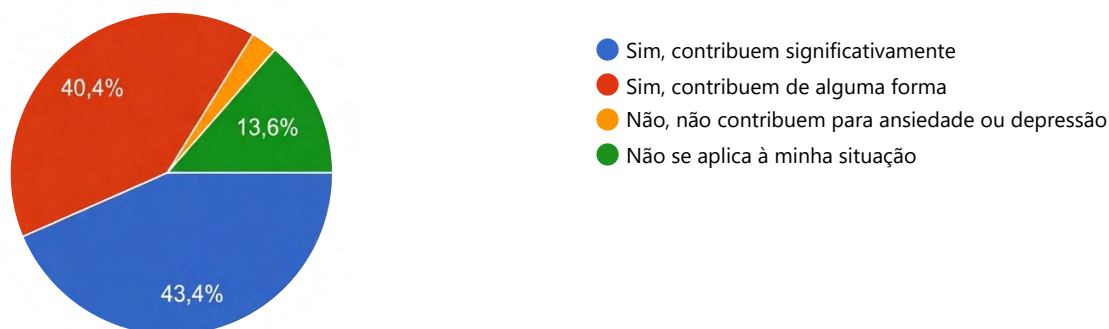 40,4%
13,6%
43,4%
Sim, contribuem significativamente
Sim, contribuem de alguma forma
Não, não contribuem para ansiedade ou depressão
Não se aplica à minha situação